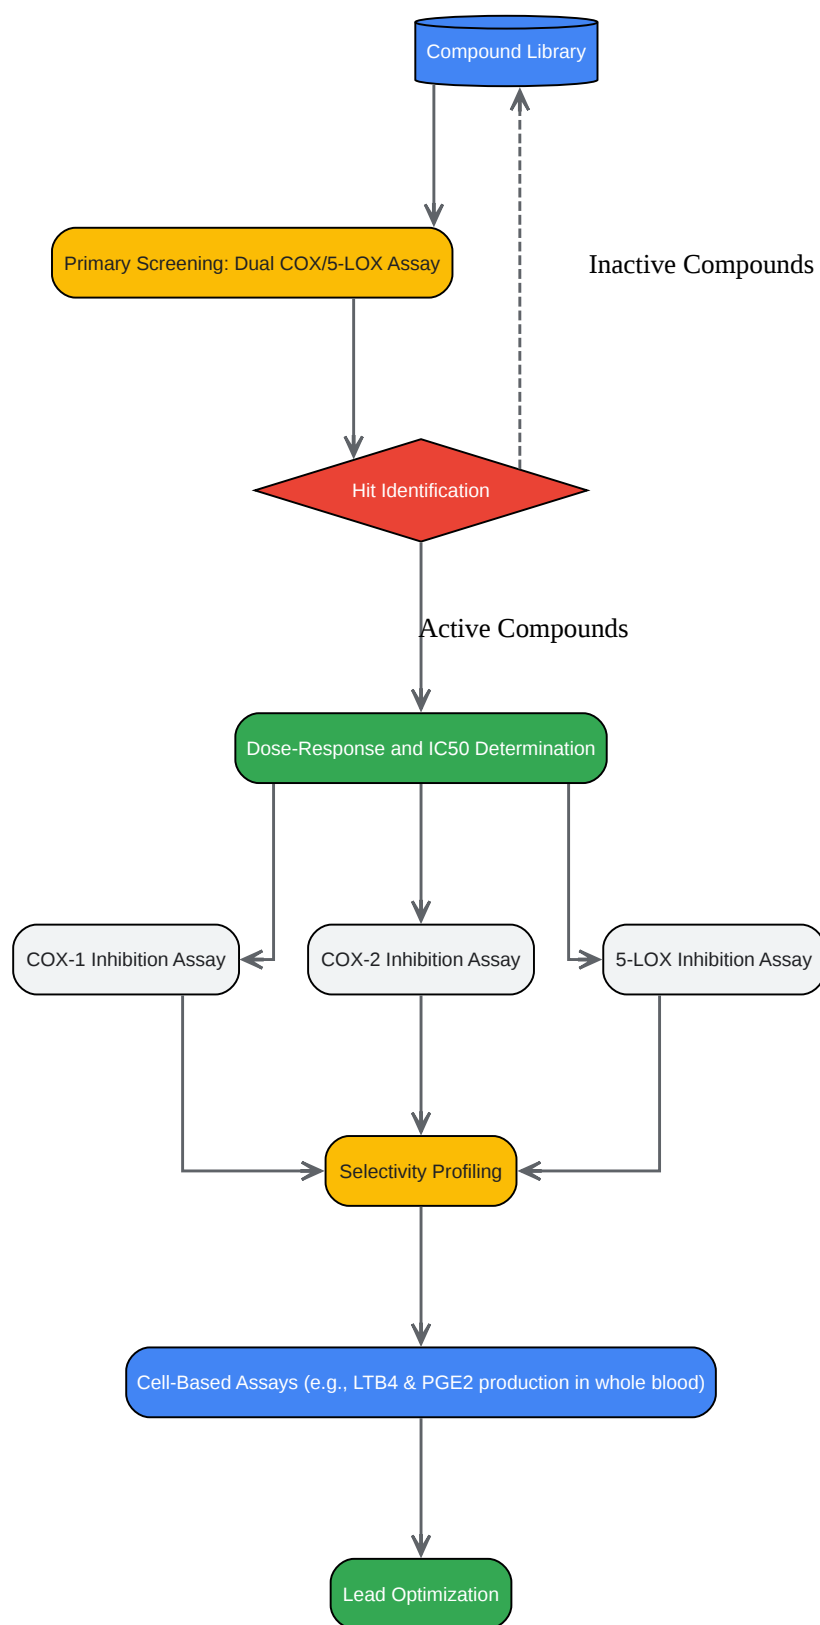 Compound Library
Primary Screening: Dual COX/5-LOX Assay
Inactive Compounds
Hit Identification
Active Compounds
Dose-Response and IC50 Determination
COX-1 Inhibition Assay
COX-2 Inhibition Assay
5-LOX Inhibition Assay
Selectivity Profiling
Cell-Based Assays (e.g., LTB4 & PGE2 production in whole blood)
Lead Optimization